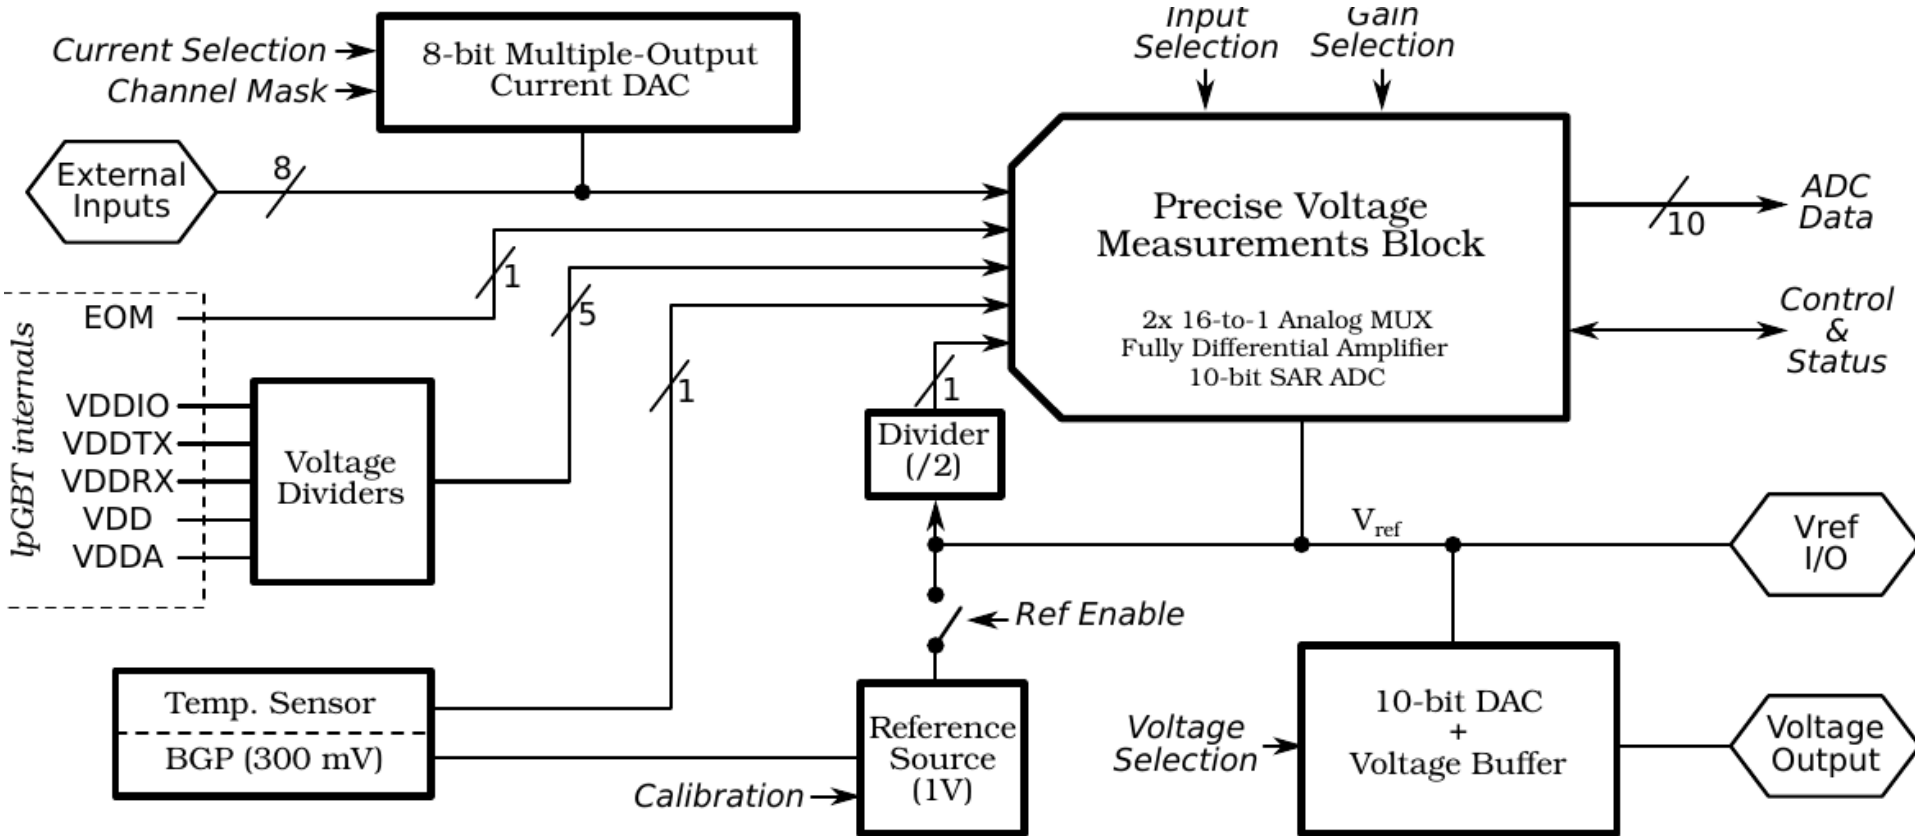 Current Selection
Channel Mask
8-bit Multiple-Output
Current DAC
Input
Selection
Gain
Selection
External
Inputs
8
Precise Voltage
Measurements Block
2x 16-to-1 Analog MUX
Fully Differential Amplifier
10-bit SAR ADC
10
ADC
Data
Control
&
Status
lpGBT internals
EOM
1
VDDIO
VDDTX
VDDRX
VDD
VDDA
Voltage
Dividers
5
1
1
Divider
(/2)
Vref
Vref
I/O
Ref Enable
Temp. Sensor
BGP (300 mV)
Calibration
Reference
Source
(1V)
Voltage
Selection
10-bit DAC
+
Voltage Buffer
Voltage
Output